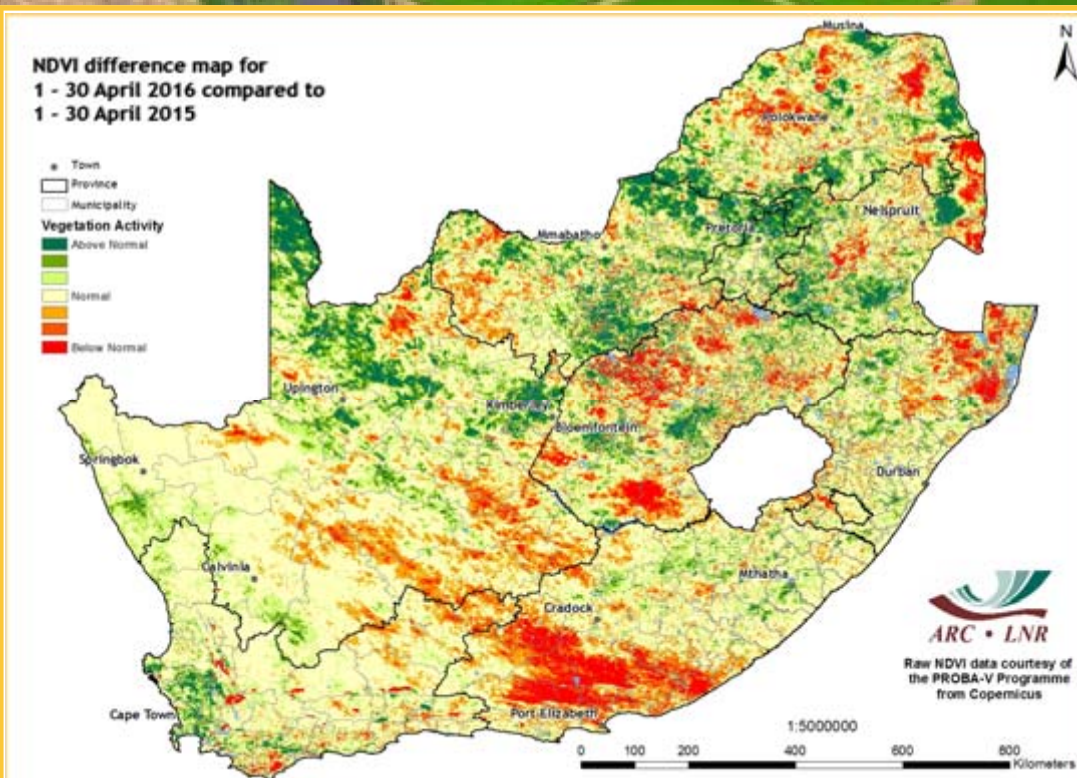 NDVI difference map for
1 - 30 April 2016 compared to
1 - 30 April 2015
Town
Province
Municipality
Vegetation Activity
Above Normal
Normal
Below Normal
N
Musina
Polokwane
Nelspruit
Pretoria
Mmabatho
Upington
Kimberley
Bloemfontein
Springbok
Durban
Calvinia
Mthatha
Cradock
Cape Town
Port Elizabeth
ARC • LNR
Raw NDVI data courtesy of
the PROBA-V Programme
from Copernicus
1:5000000
0 100 200 400 600 800
Kilometers